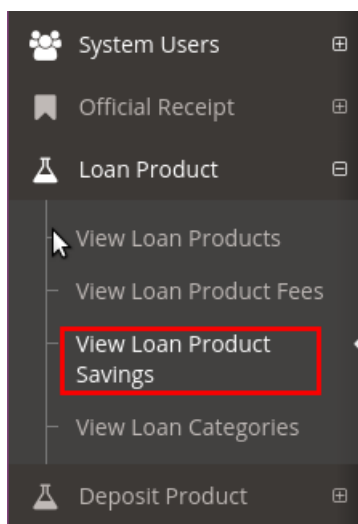 System Users
Official Receipt
Loan Product
View Loan Products
View Loan Product Fees
View Loan Product
Savings
View Loan Categories
Deposit Product